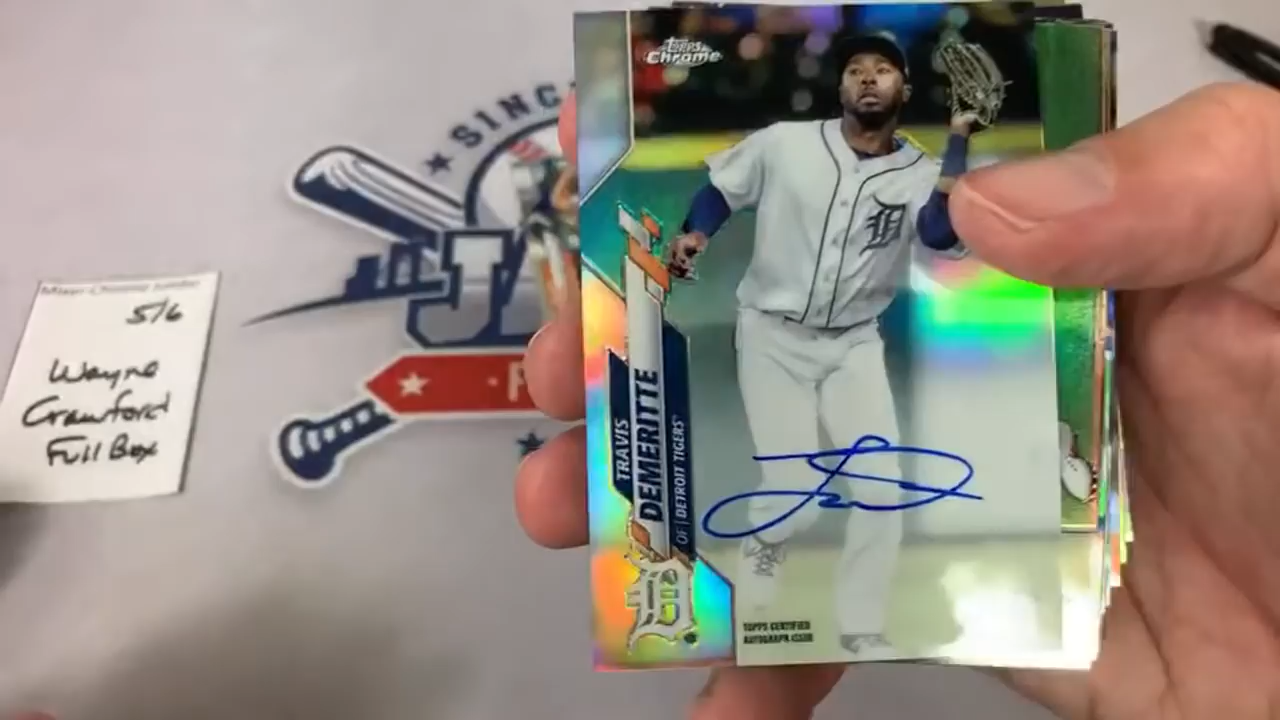 SINC
J
5/6
Wayne
Crawford
Full Box
TOPPS
Chrome
D
TRAVIS
DEMERITTE
OF | DETROIT TIGERS
D
TOPPS CERTIFIED
AUTOGRAPH ISSUE